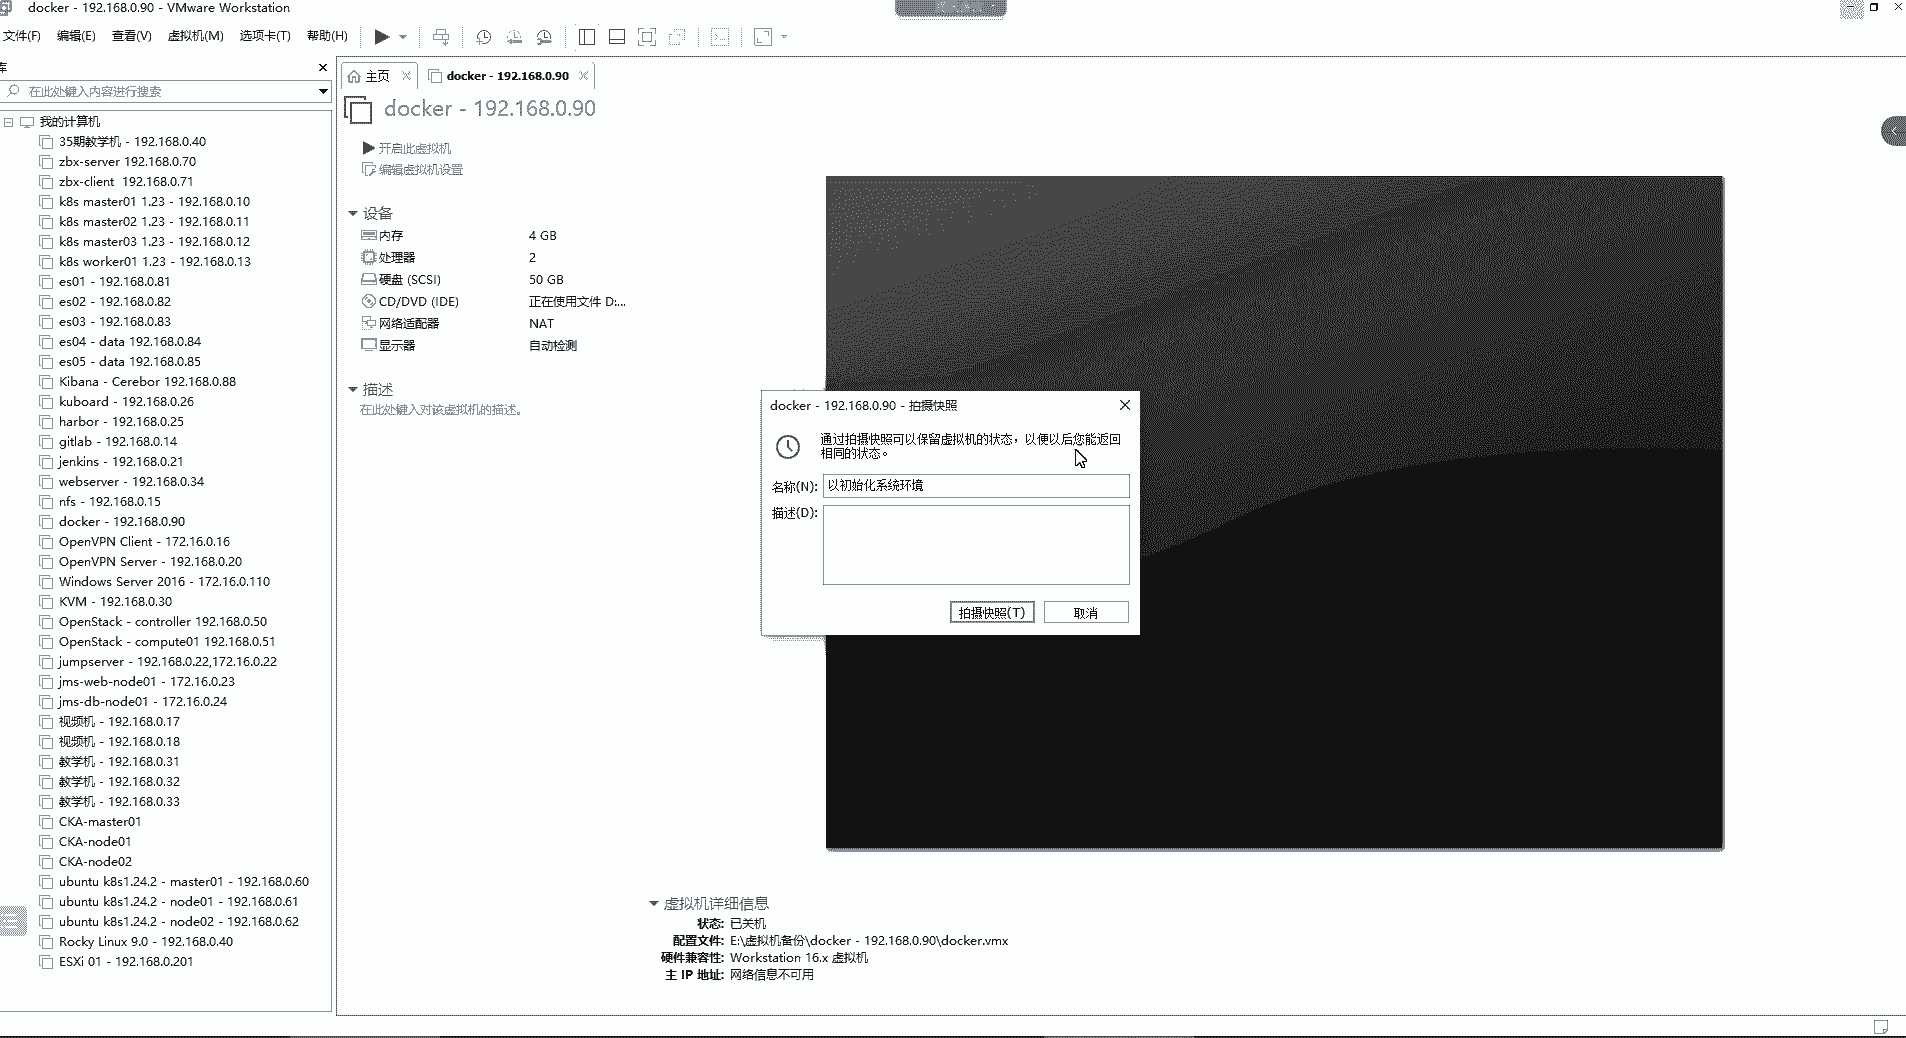 docker - 192.168.0.90 - VMware Workstation
文件(F) 编辑(E) 查看(V) 虚拟机(M) 选项卡(T) 帮助(H)
库
在此处键入内容进行搜索
我的计算机
35期教学机 - 192.168.0.40
zbx-server 192.168.0.70
zbx-client  192.168.0.71
k8s master01 1.23 - 192.168.0.10
k8s master02 1.23 - 192.168.0.11
k8s master03 1.23 - 192.168.0.12
k8s worker01 1.23 - 192.168.0.13
es01 - 192.168.0.81
es02 - 192.168.0.82
es03 - 192.168.0.83
es04 - data 192.168.0.84
es05 - data 192.168.0.85
Kibana - Cerebor 192.168.0.88
kuboard - 192.168.0.26
harbor - 192.168.0.25
gitlab - 192.168.0.14
jenkins - 192.168.0.21
webserver - 192.168.0.34
nfs - 192.168.0.15
docker - 192.168.0.90
OpenVPN Client - 172.16.0.16
OpenVPN Server - 192.168.0.20
Windows Server 2016 - 172.16.0.110
KVM - 192.168.0.30
OpenStack - controller 192.168.0.50
OpenStack - compute01 192.168.0.51
jumpserver - 192.168.0.22,172.16.0.22
jms-web-node01 - 172.16.0.23
jms-db-node01 - 172.16.0.24
视频机 - 192.168.0.17
视频机 - 192.168.0.18
教学机 - 192.168.0.31
教学机 - 192.168.0.32
教学机 - 192.168.0.33
CKA-master01
CKA-node01
CKA-node02
ubuntu k8s1.24.2 - master01 - 192.168.0.60
ubuntu k8s1.24.2 - node01 - 192.168.0.61
ubuntu k8s1.24.2 - node02 - 192.168.0.62
Rocky Linux 9.0 - 192.168.0.40
ESXi 01 - 192.168.0.201
主页
docker - 192.168.0.90
docker - 192.168.0.90
开启此虚拟机
编辑虚拟机设置
设备
内存 4 GB
处理器 2
硬盘 (SCSI) 50 GB
CD/DVD (IDE) 正在使用文件 D:...
网络适配器 NAT
显示器 自动检测
描述
在此处键入对该虚拟机的描述。
docker - 192.168.0.90 - 拍摄快照
通过拍摄快照可以保留虚拟机的状态，以便以后您能返回
相同的状态。
名称(N): 以初始化系统环境
描述(D):
拍摄快照(T) 取消
虚拟机详细信息
状态: 已关机
配置文件: E:\虚拟机备份\docker - 192.168.0.90\docker.vmx
硬件兼容性: Workstation 16.x 虚拟机
主 IP 地址: 网络信息不可用